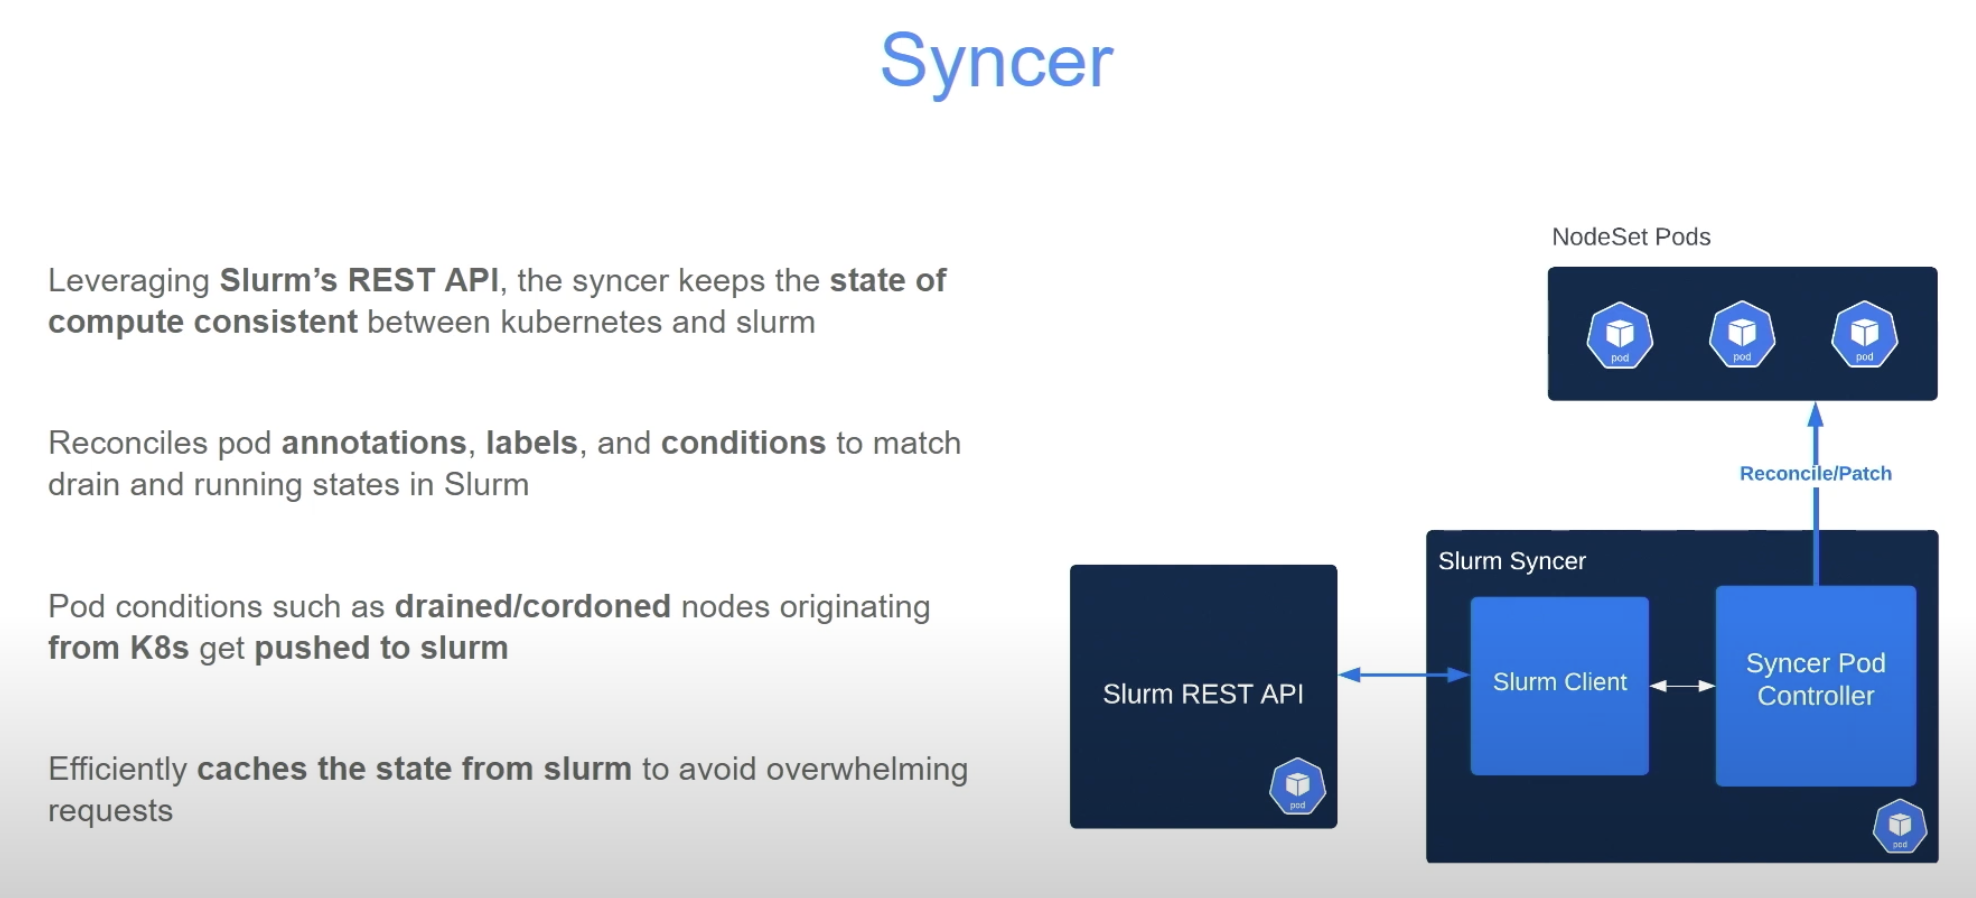 Syncer
Leveraging Slurm’s REST API, the syncer keeps the state of
compute consistent between kubernetes and slurm
Reconciles pod annotations, labels, and conditions to match
drain and running states in Slurm
Pod conditions such as drained/cordoned nodes originating
from K8s get pushed to slurm
Efficiently caches the state from slurm to avoid overwhelming
requests
NodeSet Pods
pod
pod
pod
Reconcile/Patch
Slurm Syncer
Slurm REST API
pod
Slurm Client
Syncer Pod
Controller
pod